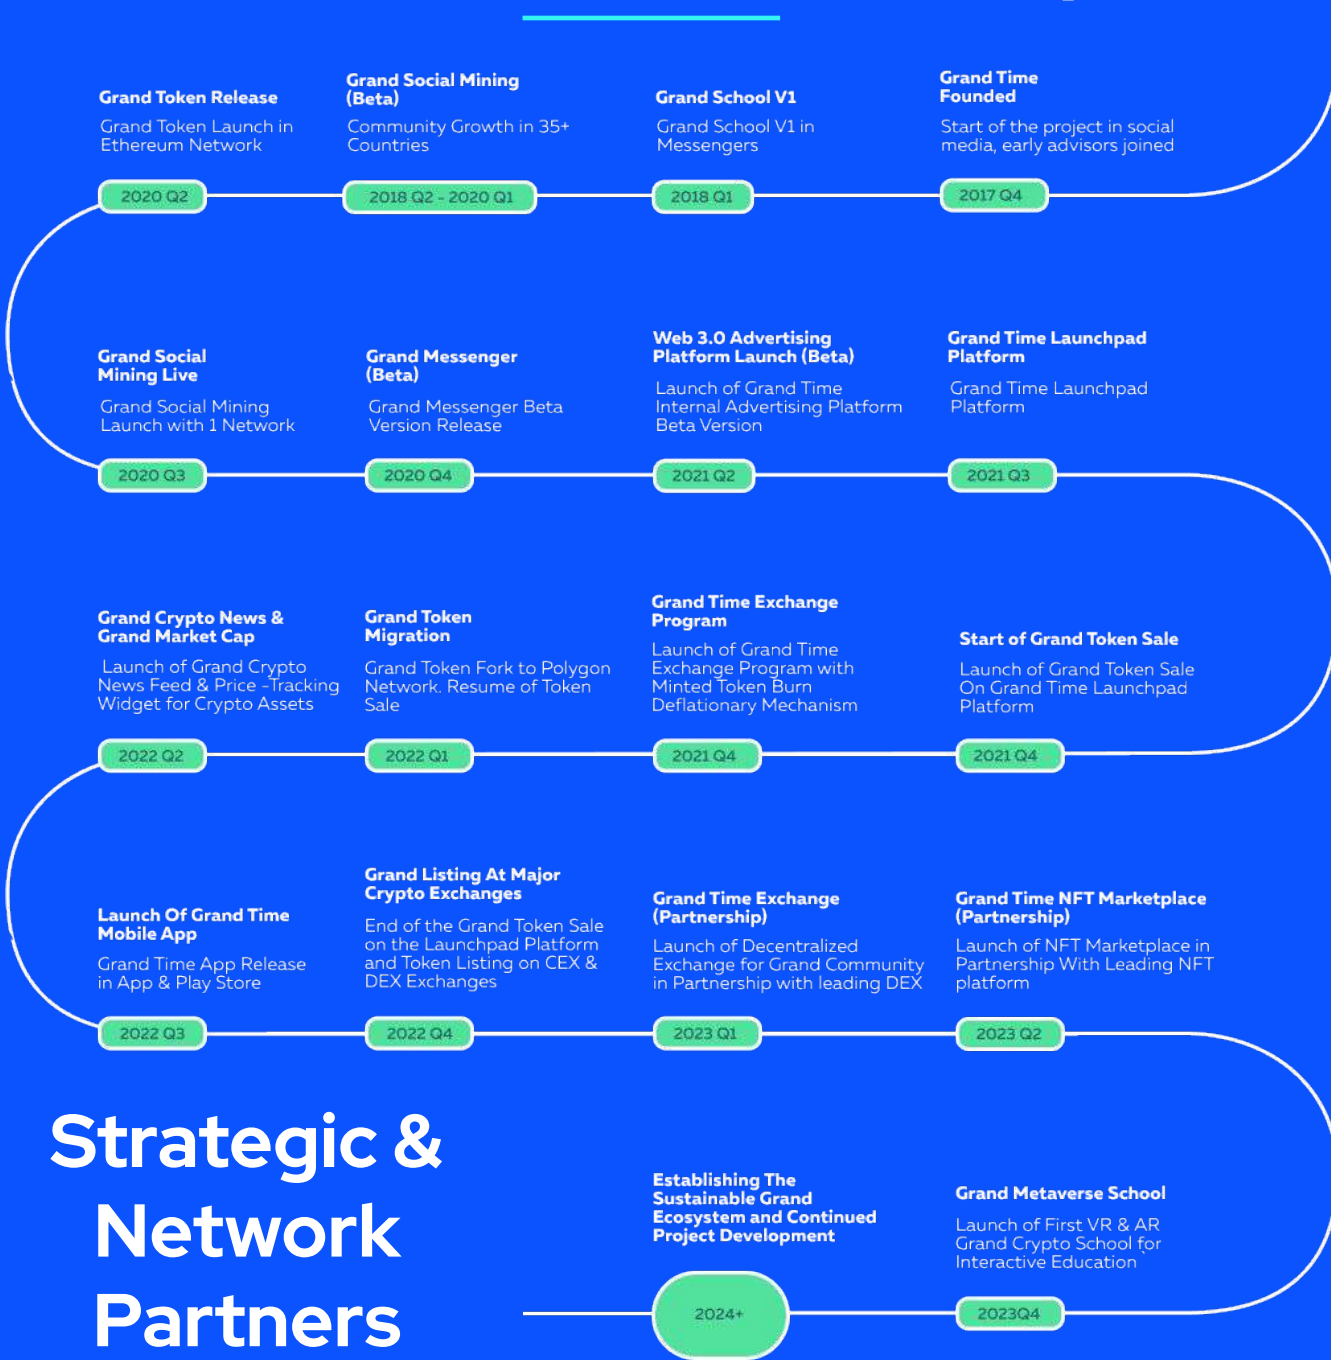 Grand Token Release
Grand Token Launch in
Ethereum Network
2020 Q2
Grand Social Mining
(Beta)
Community Growth in 35+
Countries
2018 Q2 - 2020 Q1
Grand School V1
Grand School V1 in
Messengers
2018 Q1
Grand Time
Founded
Start of the project in social
media, early advisors joined
2017 Q4
Grand Social
Mining Live
Grand Social Mining
Launch with 1 Network
2020 Q3
Grand Messenger
(Beta)
Grand Messenger Beta
Version Release
2020 Q4
Web 3.0 Advertising
Platform Launch (Beta)
Launch of Grand Time
Internal Advertising Platform
Beta Version
2021 Q2
Grand Time Launchpad
Platform
Grand Time Launchpad
Platform
2021 Q3
Grand Crypto News &
Grand Market Cap
Launch of Grand Crypto
News Feed & Price -Tracking
Widget for Crypto Assets
2022 Q2
Grand Token
Migration
Grand Token Fork to Polygon
Network. Resume of Token
Sale
2022 Q1
Grand Time Exchange
Program
Launch of Grand Time
Exchange Program with
Minted Token Burn
Deflationary Mechanism
2021 Q4
Start of Grand Token Sale
Launch of Grand Token Sale
On Grand Time Launchpad
Platform
2021 Q4
Launch Of Grand Time
Mobile App
Grand Time App Release
in App & Play Store
2022 Q3
Grand Listing At Major
Crypto Exchanges
End of the Grand Token Sale
on the Launchpad Platform
and Token Listing on CEX &
DEX Exchanges
2022 Q4
Grand Time Exchange
(Partnership)
Launch of Decentralized
Exchange for Grand Community
in Partnership with leading DEX
2023 Q1
Grand Time NFT Marketplace
(Partnership)
Launch of NFT Marketplace in
Partnership With Leading NFT
platform
2023 Q2
Strategic &
Network
Partners
Establishing The
Sustainable Grand
Ecosystem and Continued
Project Development
2024+
Grand Metaverse School
Launch of First VR & AR
Grand Crypto School for
Interactive Education
2023Q4